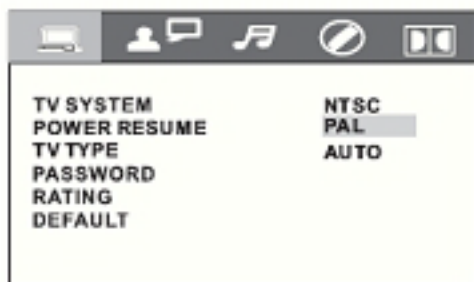 TV SYSTEM NTSC
POWER RESUME PAL
TV TYPE AUTO
PASSWORD
RATING
DEFAULT